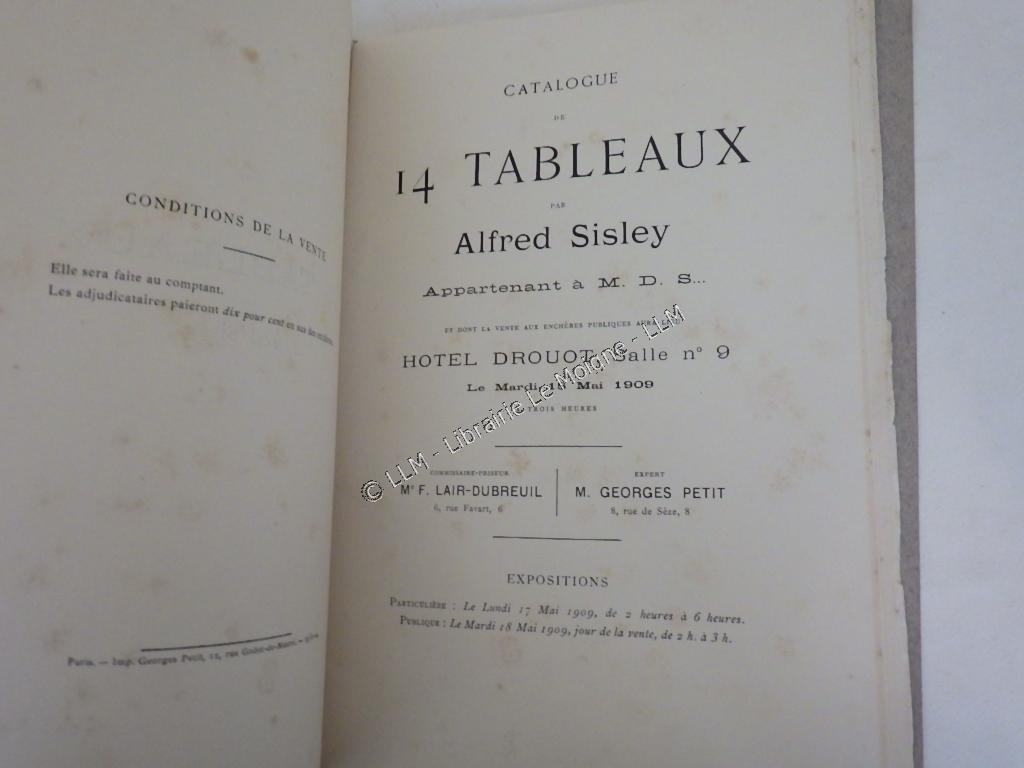 CONDITIONS DE LA VENTE
Elle sera faite au comptant.
Les adjudicataires paieront dix pour cent en sus des
Paris. — Imp. Georges Petit, 12, rue Godot-de-Mauroi.
CATALOGUE
DE
14 TABLEAUX
PAR
Alfred Sisley
Appartenant à M. D. S...
ET DONT LA VENTE AUX ENCHÈRES PUBLIQUES AURA LIEU
HOTEL DROUOT, Salle n° 9
Le Mardi 18 Mai 1909
TROIS HEURES
COMMISSAIRE-PRISEUR
Me F. LAIR-DUBREUIL
6, rue Favart, 6
EXPERT
M. GEORGES PETIT
8, rue de Sèze, 8
EXPOSITIONS
PARTICULIÈRE : Le Lundi 17 Mai 1909, de 2 heures à 6 heures.
PUBLIQUE : Le Mardi 18 Mai 1909, jour de la vente, de 2 h. à 3 h.
© LLM - Librairie Le Moigne - LLM